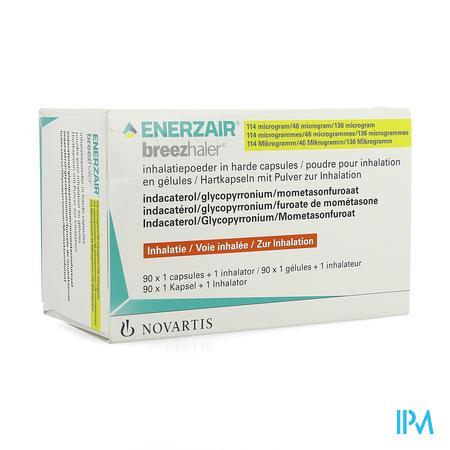 ENERZAIR®
breezhaler®
114 microgram/46 microgram/136 microgram
114 microgrammes/46 microgrammes/136 microgrammes
114 Mikrogramm/46 Mikrogramm/136 Mikrogramm
inhalatiepoeder in harde capsules / poudre pour inhalation
en gélules / Hartkapseln mit Pulver zur Inhalation
indacaterol/glycopyrronium/mometasonfuroaat
indacatérol/glycopyrronium/furoate de mométasone
Indacaterol/Glycopyrronium/Mometasonfuroat
Inhalatie / Voie inhalée / Zur Inhalation
90 x 1 capsules + 1 inhalator / 90 x 1 gélules + 1 inhalateur
90 x 1 Kapsel + 1 Inhalator
NOVARTIS
ENERZAIR®
breezhaler®
IPM